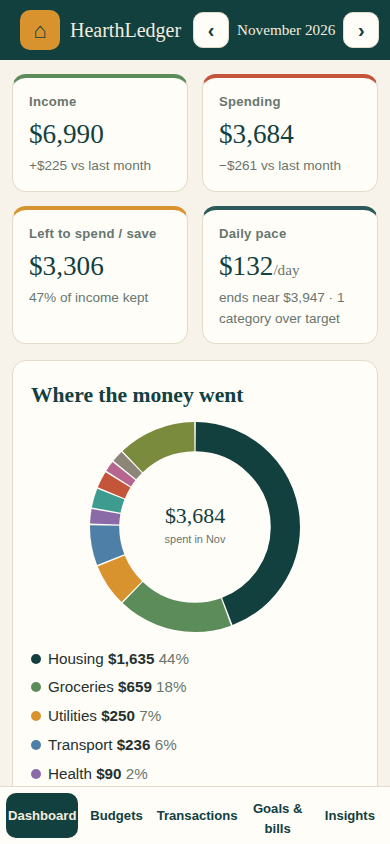 HearthLedger ‹ November 2026 ›
Income
$6,990
+$225 vs last month
Spending
$3,684
−$261 vs last month
Left to spend / save
$3,306
47% of income kept
Daily pace
$132/day
ends near $3,947 · 1
category over target
Where the money went
$3,684
spent in Nov
Housing $1,635 44%
Groceries $659 18%
Utilities $250 7%
Transport $236 6%
Health $90 2%
Dashboard
Budgets
Transactions
Goals &
bills
Insights